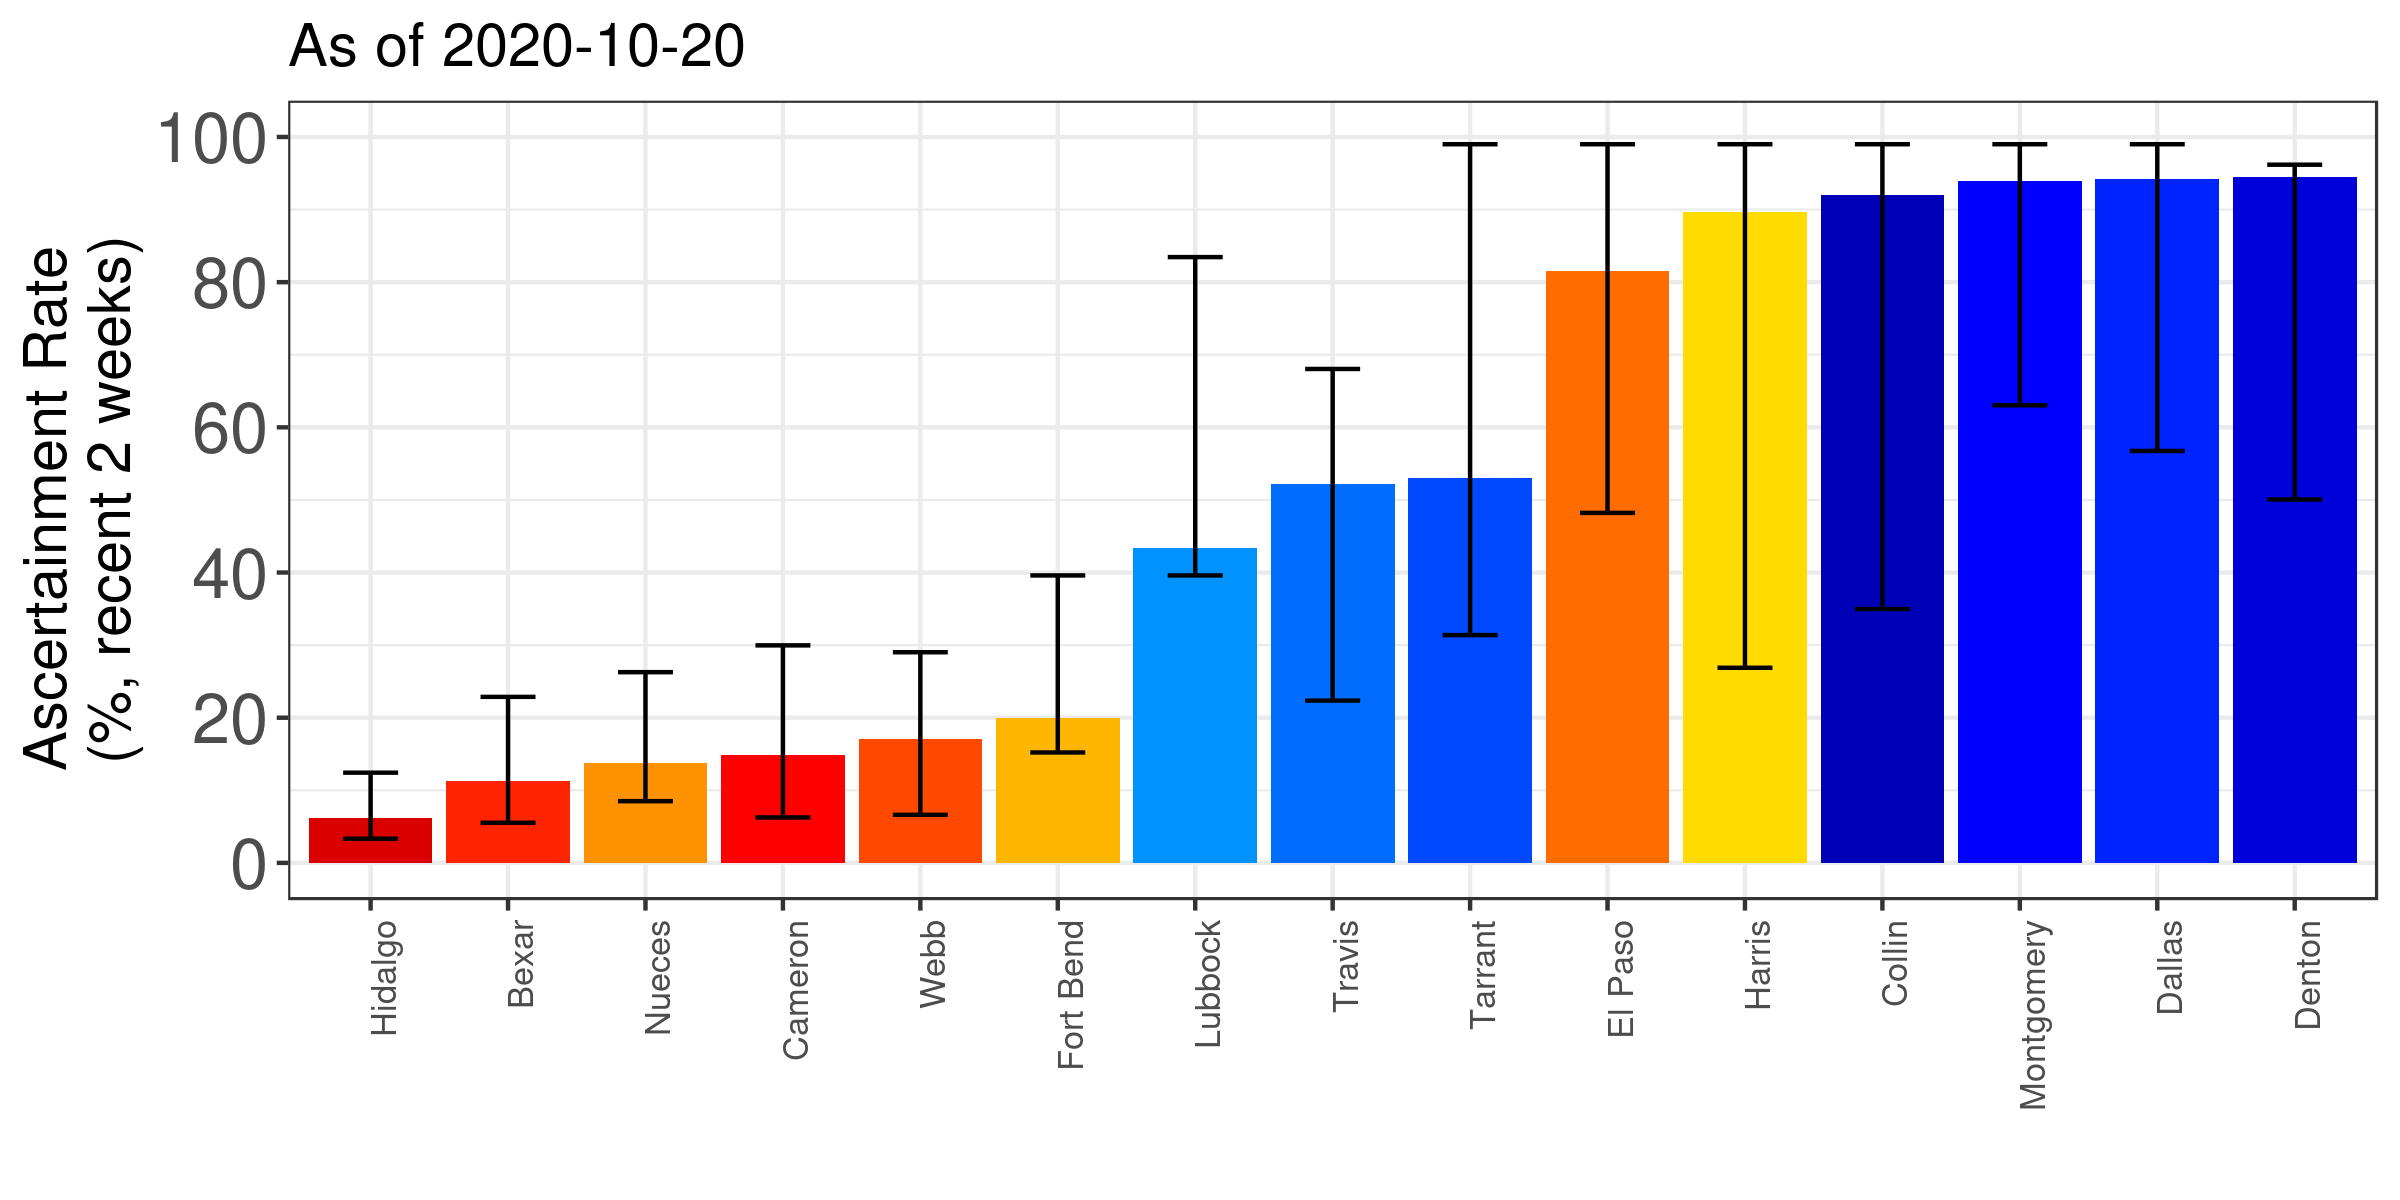 As of 2020-10-20
Ascertainment Rate
(%, recent 2 weeks)
100
80
60
40
20
0
Hidalgo
Bexar
Nueces
Cameron
Webb
Fort Bend
Lubbock
Travis
Tarrant
El Paso
Harris
Collin
Montgomery
Dallas
Denton